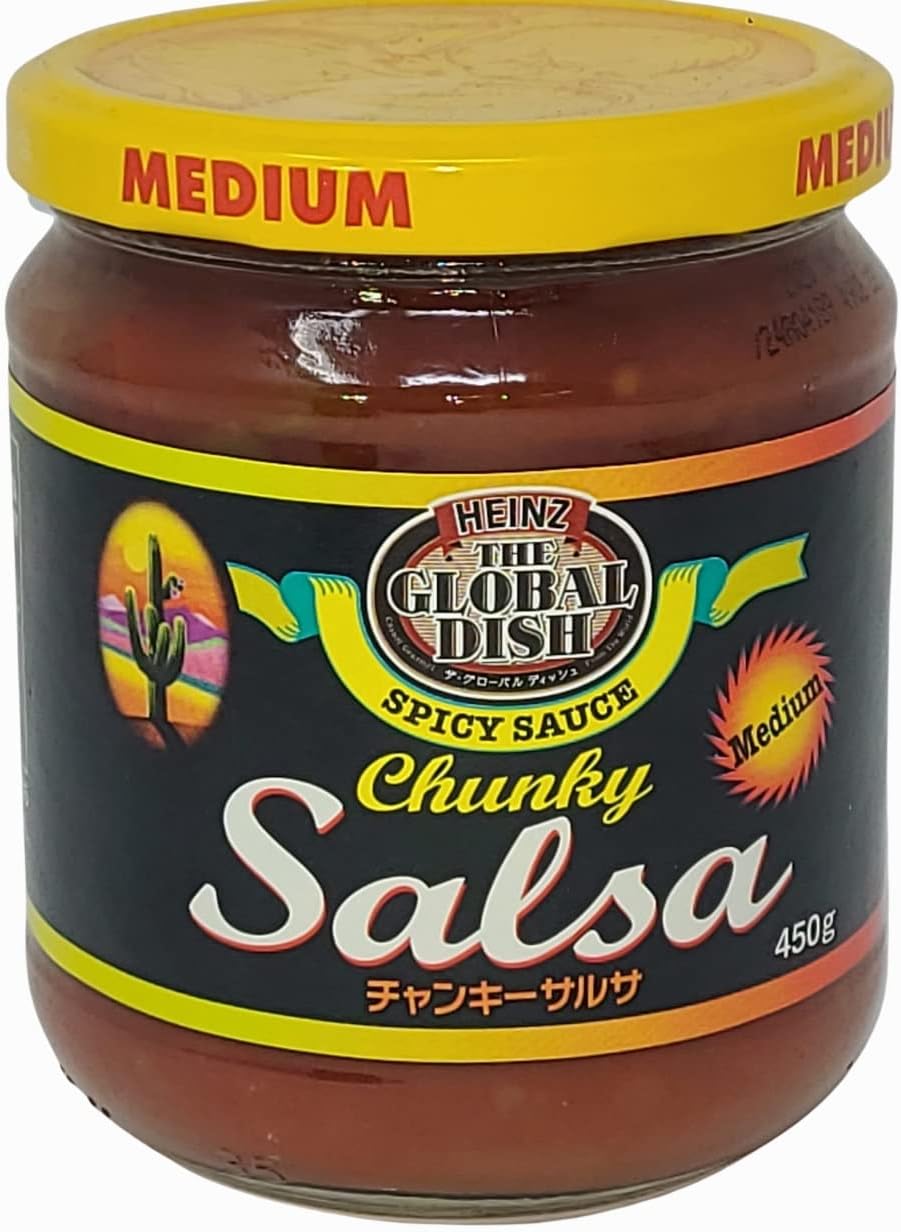 MEDIUM
MEDIU
HEINZ
THE
GLOBAL
DISH
ザ・グローバル ディッシュ
SPICY SAUCE
Medium
Chunky
Salsa
450g
チャンキーサルサ